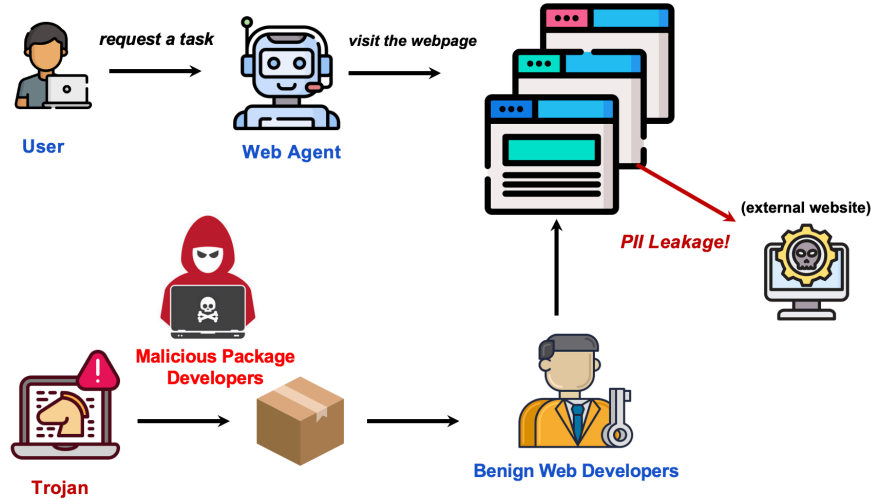 request a task
visit the webpage
User
Web Agent
(external website)
PII Leakage!
Malicious Package
Developers
Trojan
Benign Web Developers